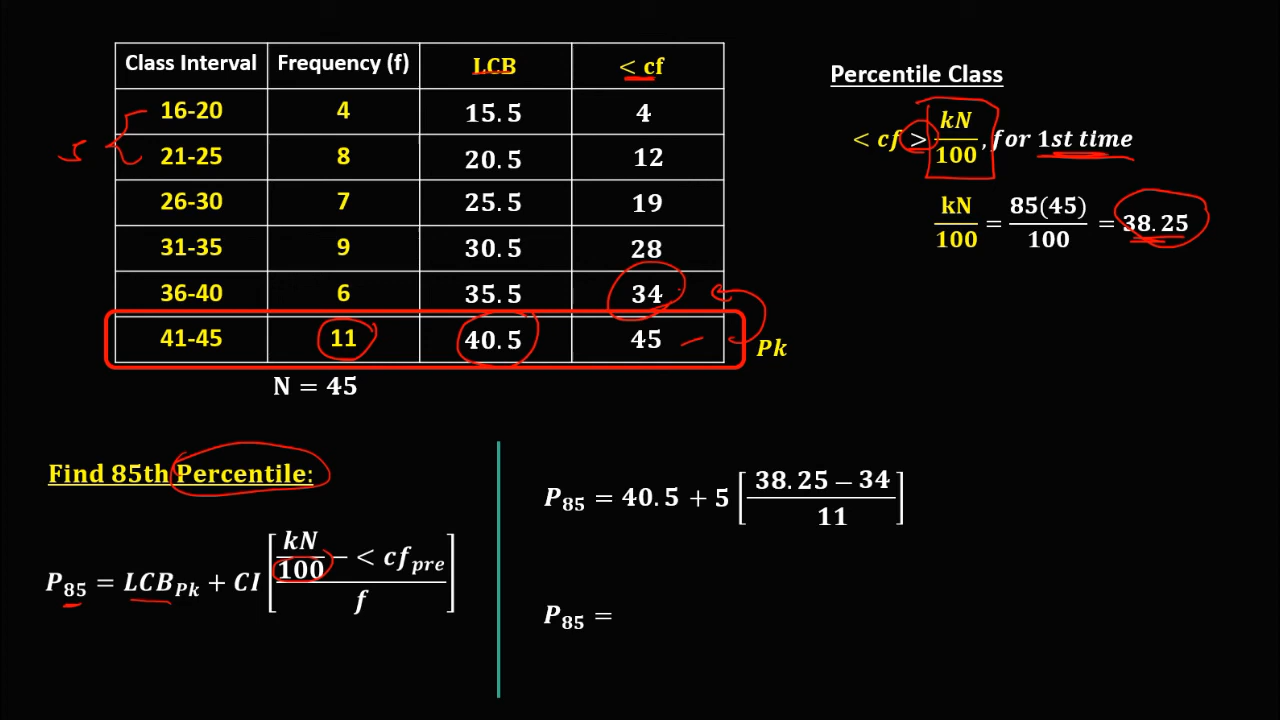 Class Interval Frequency (f) LCB < cf
16-20 4 15.5 4
21-25 8 20.5 12
26-30 7 25.5 19
31-35 9 30.5 28
36-40 6 35.5 34
41-45 11 40.5 45
Pk
N = 45
5
Percentile Class
< cf ≥ kN/100, for 1st time
kN/100 = 85(45)/100 = 38.25
Find 85th Percentile:
P₈₅ = LCB_Pk + CI [(kN/100 − < cf_pre)/f]
P₈₅ = 40.5 + 5 [(38.25 − 34)/11]
P₈₅ =